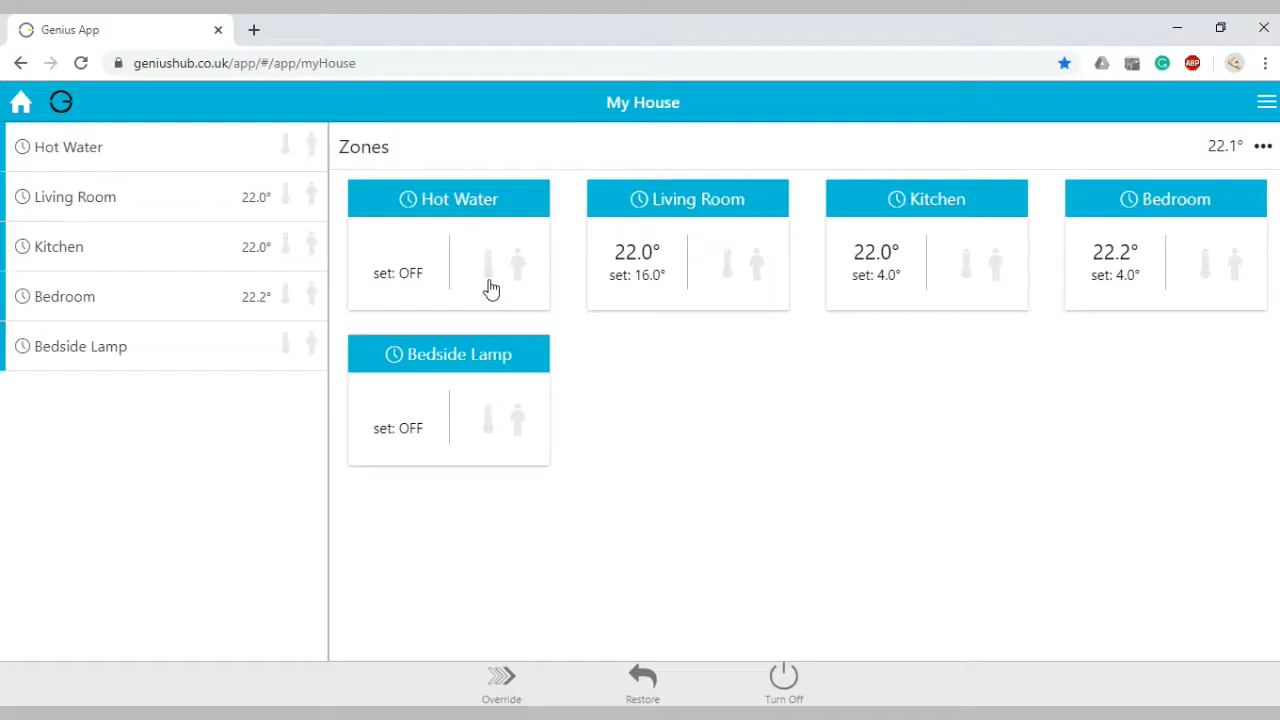 Genius App
geniushub.co.uk/app/#/app/myHouse
ABP
My House
Hot Water
Living Room 22.0°
Kitchen 22.0°
Bedroom 22.2°
Bedside Lamp
Zones 22.1°
Hot Water
set: OFF
Living Room
22.0°
set: 16.0°
Kitchen
22.0°
set: 4.0°
Bedroom
22.2°
set: 4.0°
Bedside Lamp
set: OFF
Override
Restore
Turn Off